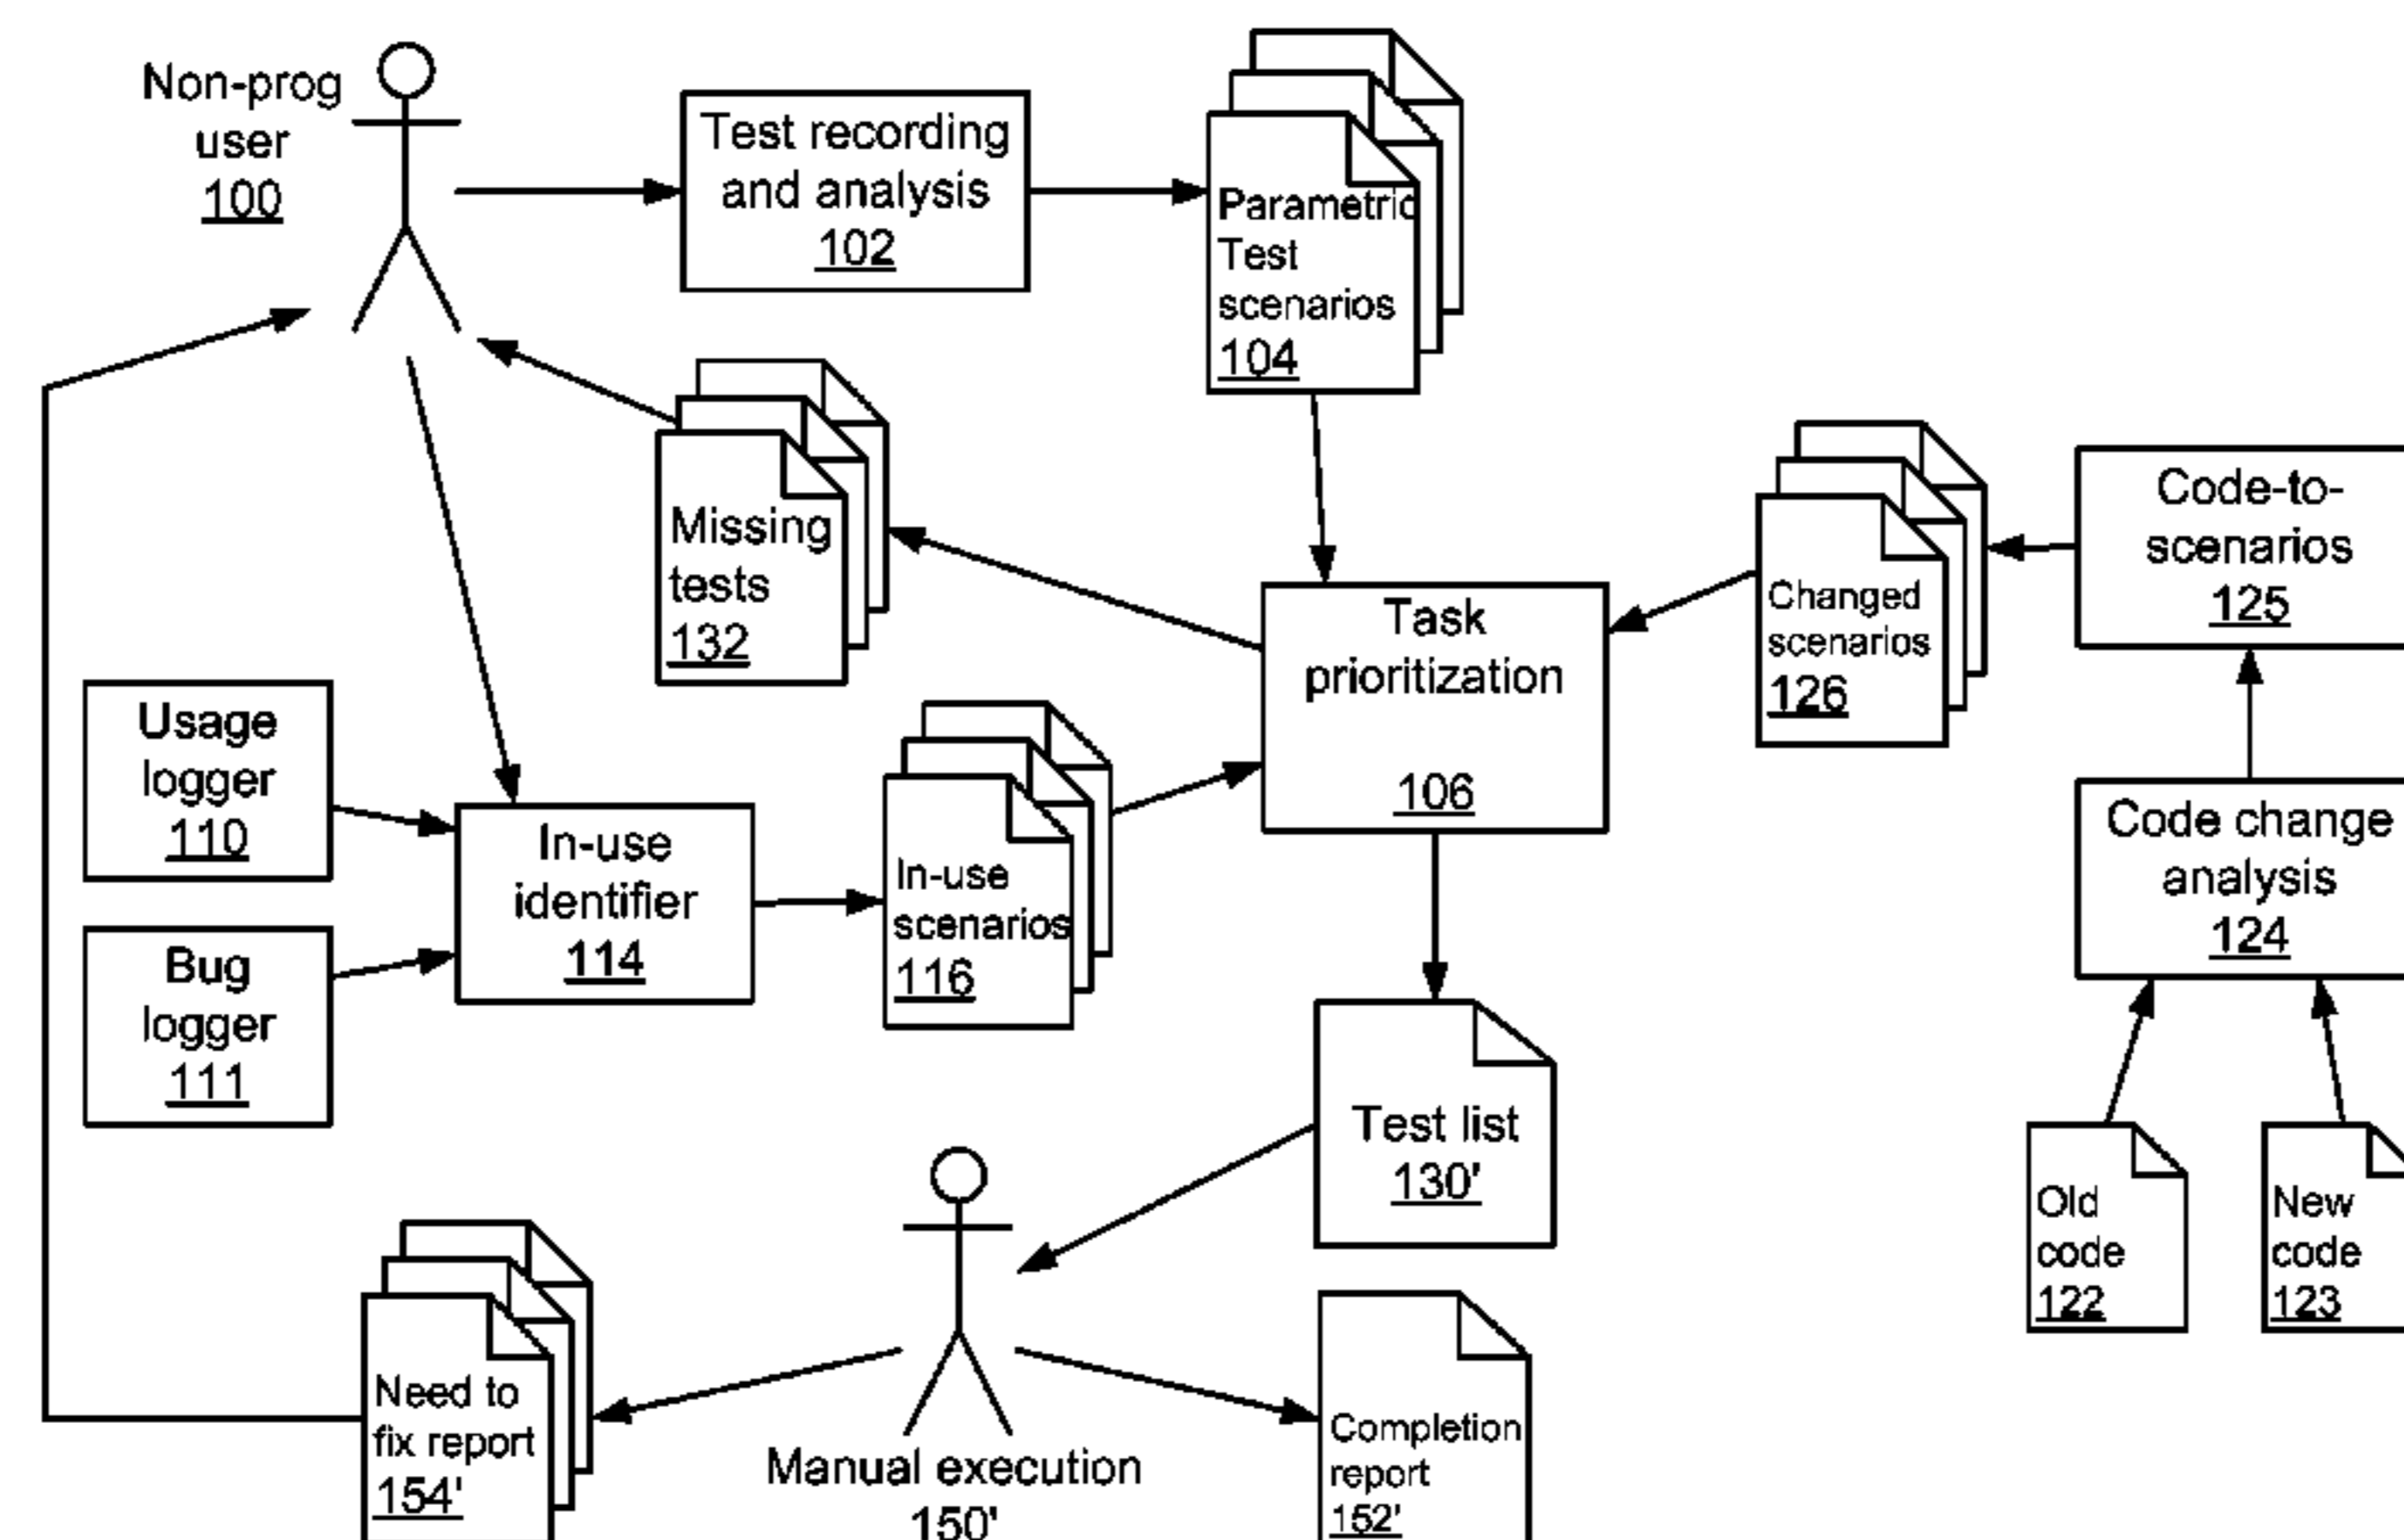 Non-prog
user
100
Test recording
and analysis
102
Parametric
Test
scenarios
104
Missing
tests
132
Task
prioritization
106
Changed
scenarios
126
Code-to-
scenarios
125
Usage
logger
110
In-use
identifier
114
In-use
scenarios
116
Code change
analysis
124
Bug
logger
111
Test list
130'
Old
code
122
New
code
123
Need to
fix report
154'
Manual execution
150'
Completion
report
152'